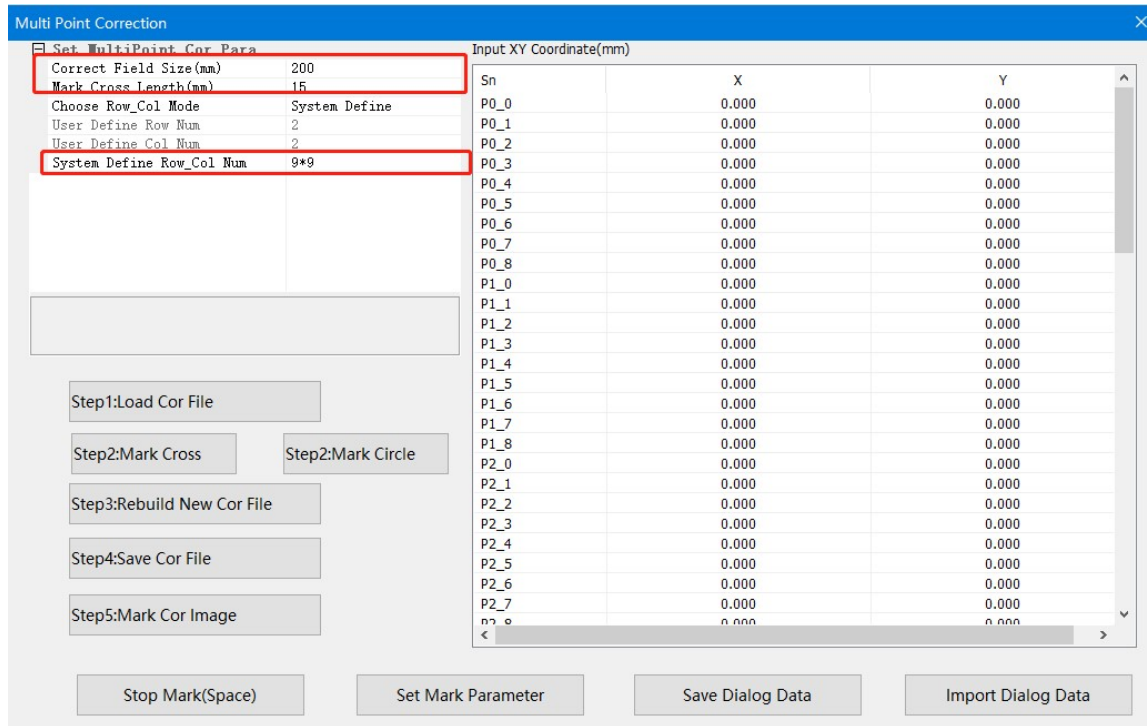 Multi Point Correction
Set MultiPoint Cor Para
Correct Field Size(mm) 200
Mark Cross Length(mm) 15
Choose Row_Col Mode System Define
User Define Row Num 2
User Define Col Num 2
System Define Row_Col Num 9*9
Step1:Load Cor File
Step2:Mark Cross Step2:Mark Circle
Step3:Rebuild New Cor File
Step4:Save Cor File
Step5:Mark Cor Image
Input XY Coordinate(mm)
Sn X Y
P0_0 0.000 0.000
P0_1 0.000 0.000
P0_2 0.000 0.000
P0_3 0.000 0.000
P0_4 0.000 0.000
P0_5 0.000 0.000
P0_6 0.000 0.000
P0_7 0.000 0.000
P0_8 0.000 0.000
P1_0 0.000 0.000
P1_1 0.000 0.000
P1_2 0.000 0.000
P1_3 0.000 0.000
P1_4 0.000 0.000
P1_5 0.000 0.000
P1_6 0.000 0.000
P1_7 0.000 0.000
P1_8 0.000 0.000
P2_0 0.000 0.000
P2_1 0.000 0.000
P2_2 0.000 0.000
P2_3 0.000 0.000
P2_4 0.000 0.000
P2_5 0.000 0.000
P2_6 0.000 0.000
P2_7 0.000 0.000
P2_8 0.000 0.000
Stop Mark(Space) Set Mark Parameter Save Dialog Data Import Dialog Data